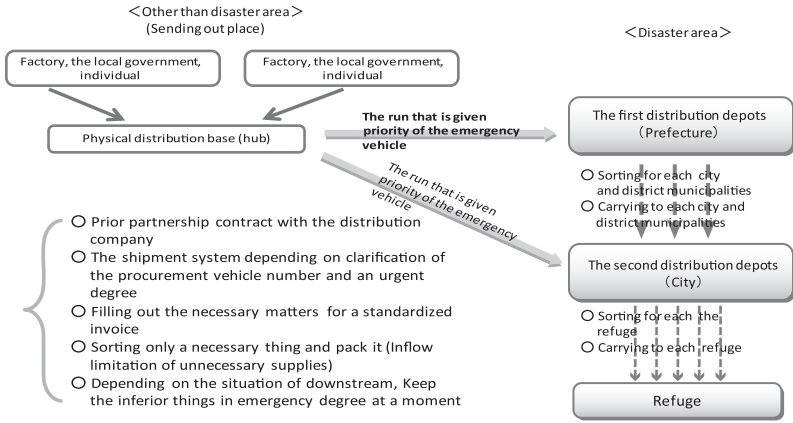 ＜Other than disaster area＞
(Sending out place)
＜Disaster area＞
Factory, the local government,
individual
Factory, the local government,
individual
Physical distribution base (hub)
The run that is given
priority of the emergency
vehicle
The run that is given
priority of the emergency
vehicle
The first distribution depots
（Prefecture）
○ Sorting for each city
and district municipalities
○ Carrying to each city and
district municipalities
The second distribution depots
（City）
○ Sorting for each the
refuge
○ Carrying to each refuge
Refuge
○ Prior partnership contract with the distribution
company
○ The shipment system depending on clarification of
the procurement vehicle number and an urgent
degree
○ Filling out the necessary matters for a standardized
invoice
○ Sorting only a necessary thing and pack it (Inflow
limitation of unnecessary supplies)
○ Depending on the situation of downstream, Keep
the inferior things in emergency degree at a moment